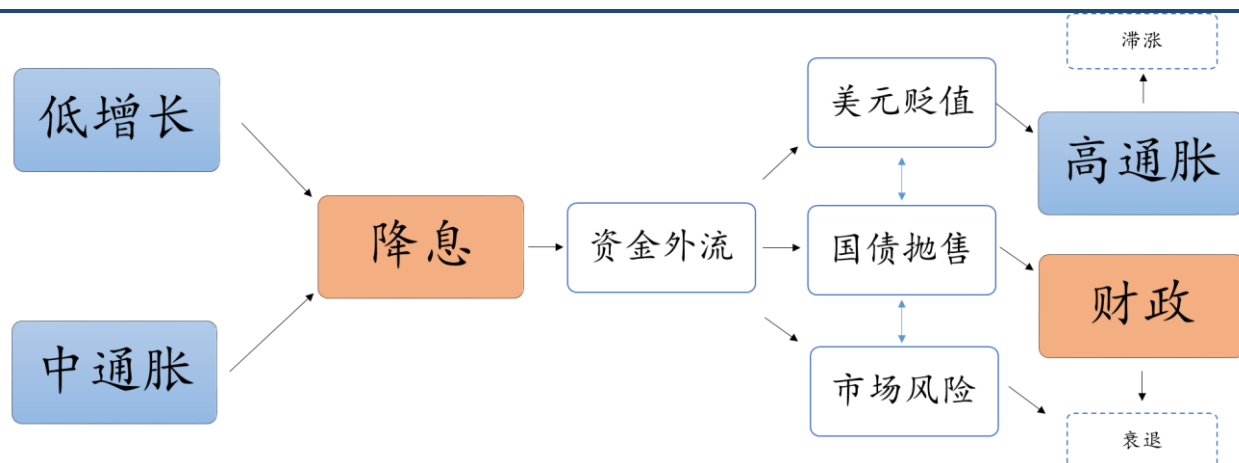 滞涨
低增长
美元贬值
高通胀
降息
资金外流
国债抛售
财政
中通胀
市场风险
衰退